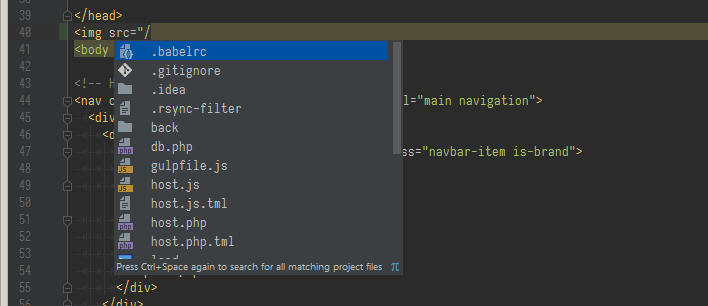 39 </head>
40 <img src="/
41 <body
42
43 <!--
44 <nav l="main navigation">
45 <div
46 <d
47 ss="navbar-item is-brand">
48
49
50
51
52
53
54
55 </div>
56 </div>
.babelrc
.gitignore
.idea
.rsync-filter
back
db.php
gulpfile.js
host.js
host.js.tml
host.php
host.php.tml
Press Ctrl+Space again to search for all matching project files π